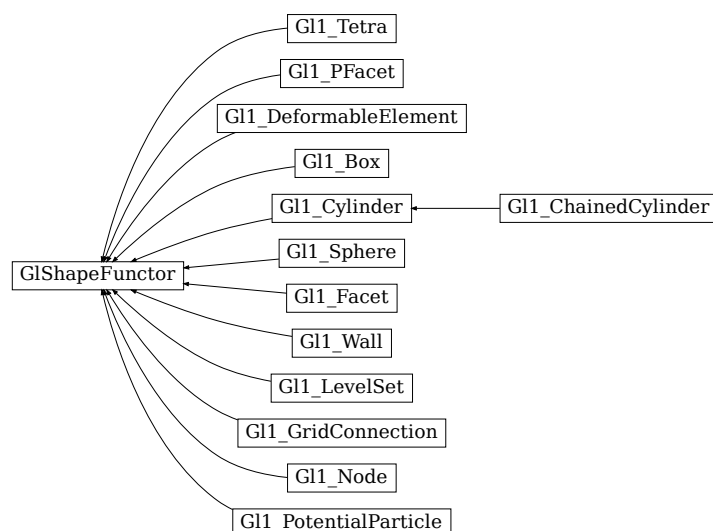 Gl1_Tetra
Gl1_PFacet
Gl1_DeformableElement
Gl1_Box
Gl1_Cylinder
Gl1_ChainedCylinder
Gl1_Sphere
GlShapeFunctor
Gl1_Facet
Gl1_Wall
Gl1_LevelSet
Gl1_GridConnection
Gl1_Node
Gl1_PotentialParticle